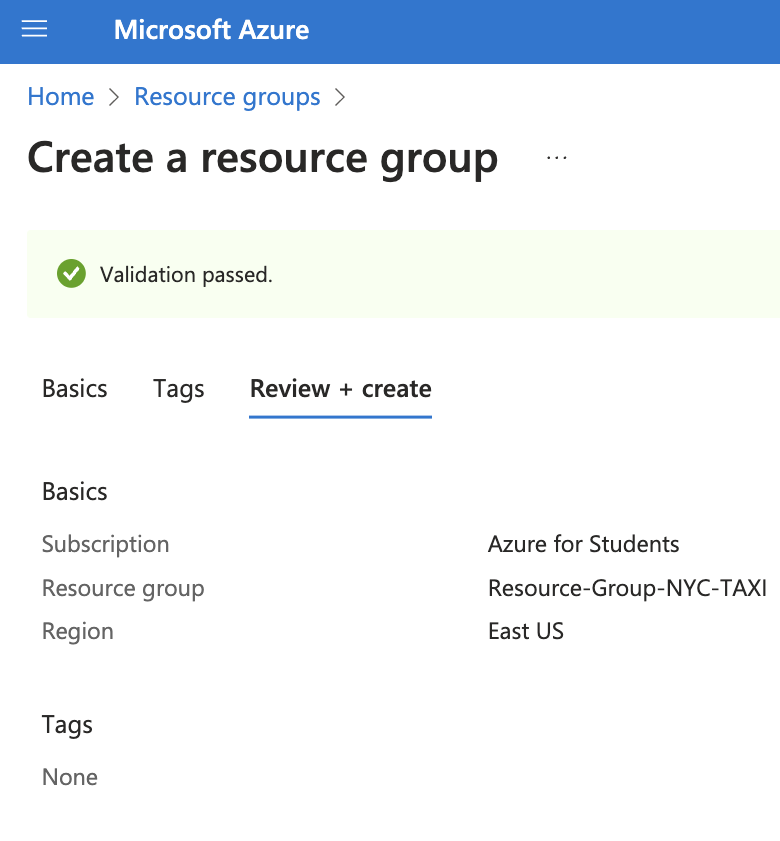 Microsoft Azure
Home > Resource groups >
Create a resource group ...
Validation passed.
Basics Tags Review + create
Basics
Subscription Azure for Students
Resource group Resource-Group-NYC-TAXI
Region East US
Tags
None